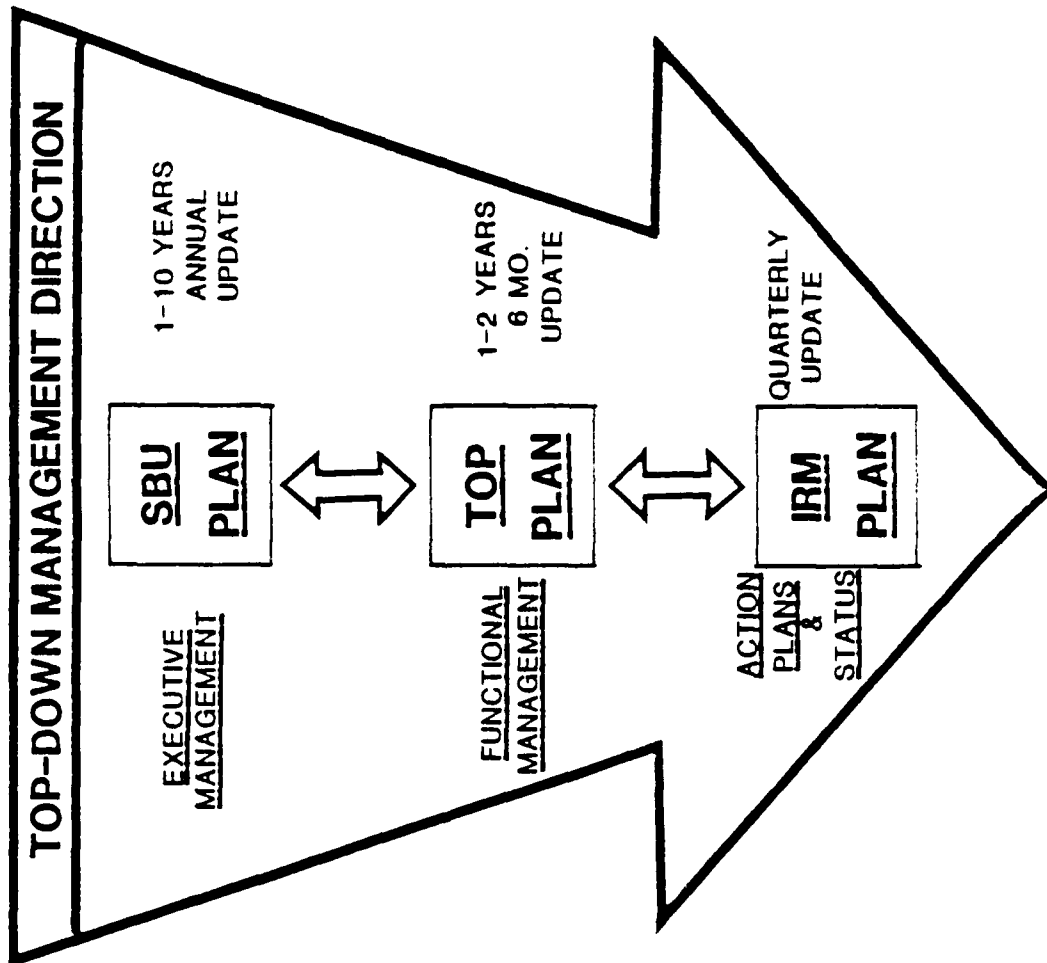 TOP-DOWN MANAGEMENT DIRECTION
EXECUTIVE
MANAGEMENT
SBU
PLAN
1-10 YEARS
ANNUAL
UPDATE
FUNCTIONAL
MANAGEMENT
TOP
PLAN
1-2 YEARS
6 MO.
UPDATE
ACTION
PLANS
&
STATUS
IRM
PLAN
QUARTERLY
UPDATE